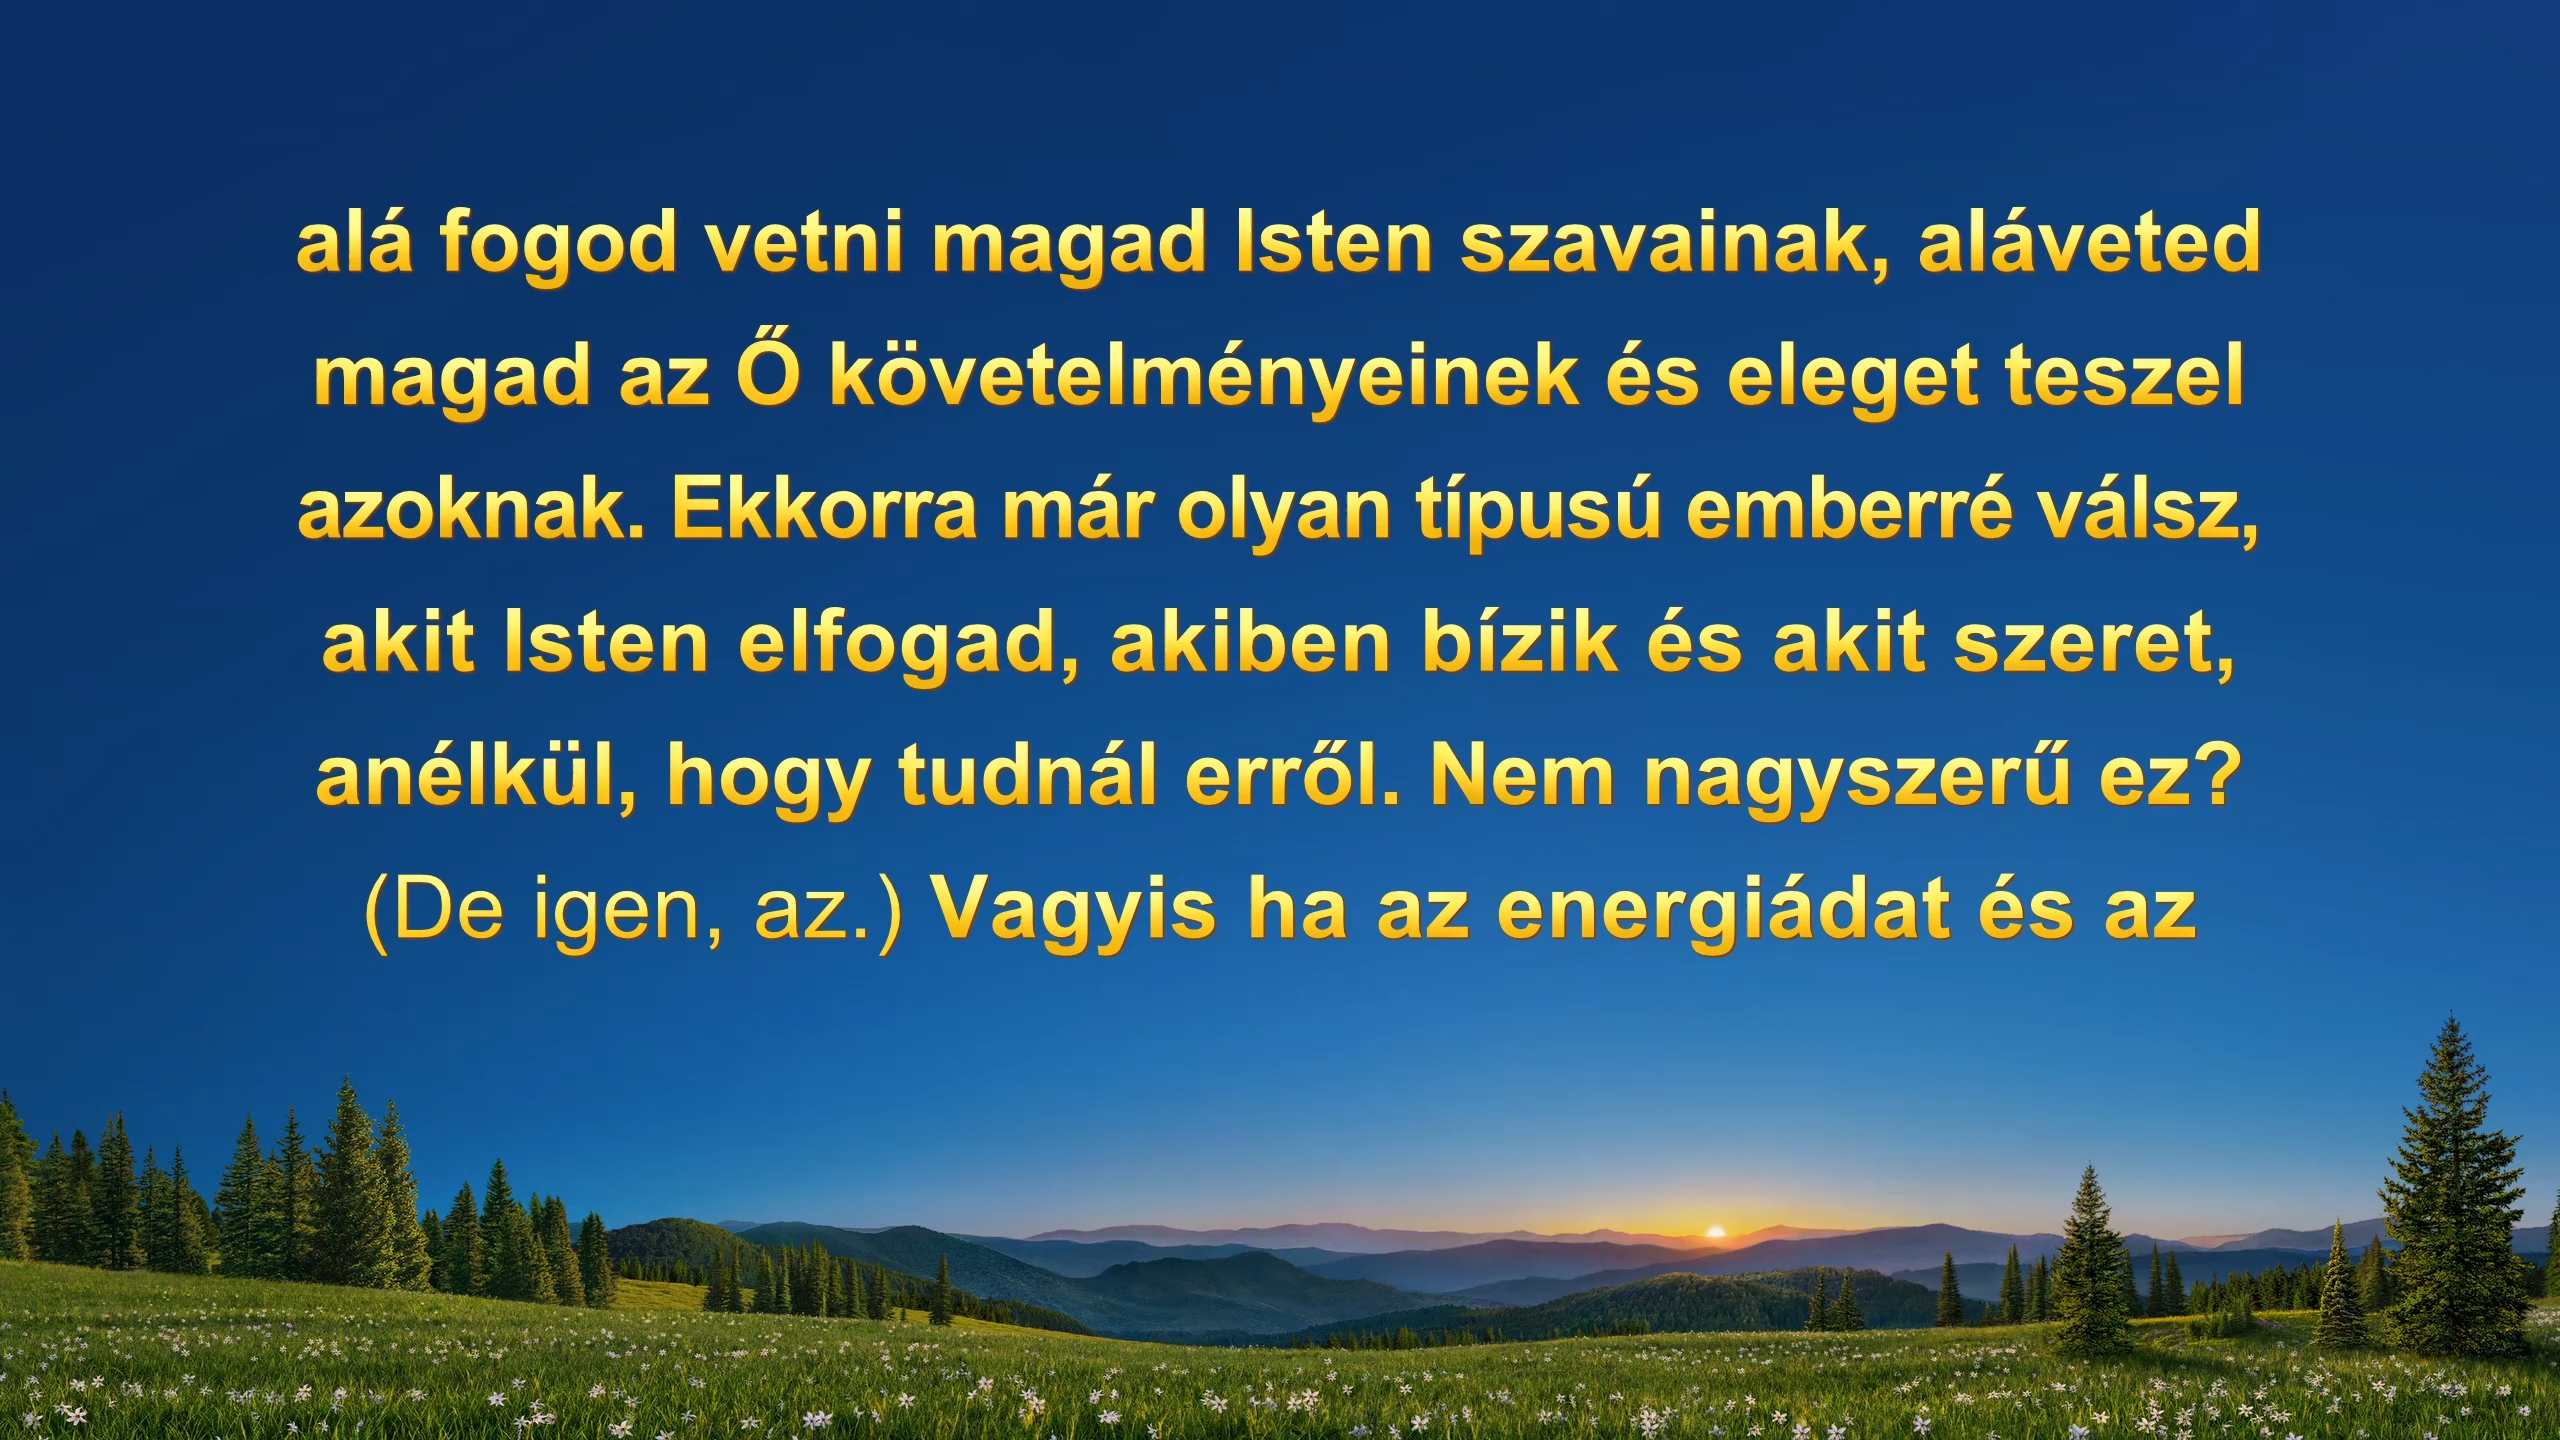 alá fogod vetni magad Isten szavainak, aláveted
magad az Ő követelményeinek és eleget teszel
azoknak. Ekkorra már olyan típusú emberré válsz,
akit Isten elfogad, akiben bízik és akit szeret,
anélkül, hogy tudnál erről. Nem nagyszerű ez?
(De igen, az.) Vagyis ha az energiádat és az